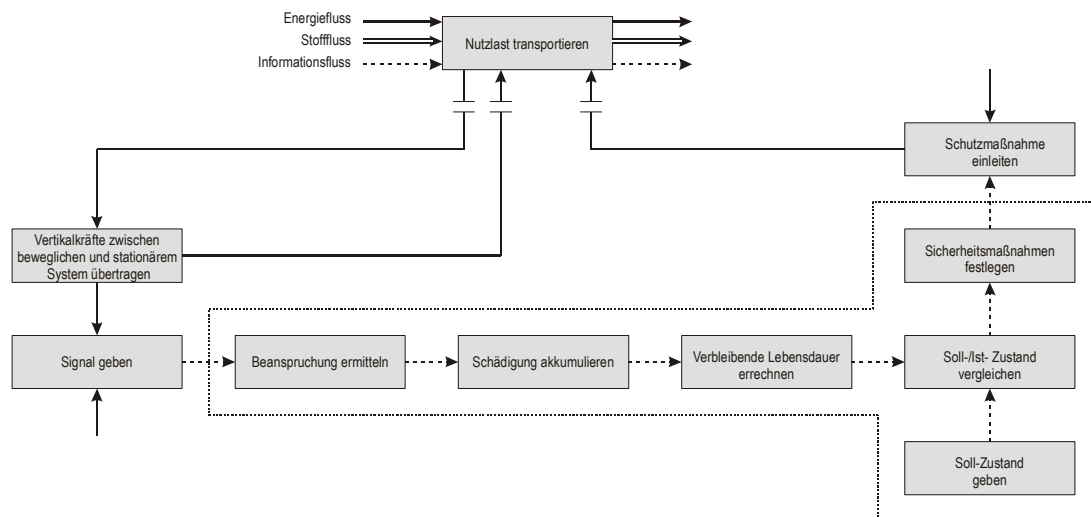 Energiefluss
Stofffluss
Informationsfluss
Nutzlast transportieren
Schutzmaßnahme
einleiten
Vertikalkräfte zwischen
beweglichen und stationärem
System übertragen
Sicherheitsmaßnahmen
festlegen
Signal geben
Beanspruchung ermitteln
Schädigung akkumulieren
Verbleibende Lebensdauer
errechnen
Soll-/Ist- Zustand
vergleichen
Soll-Zustand
geben